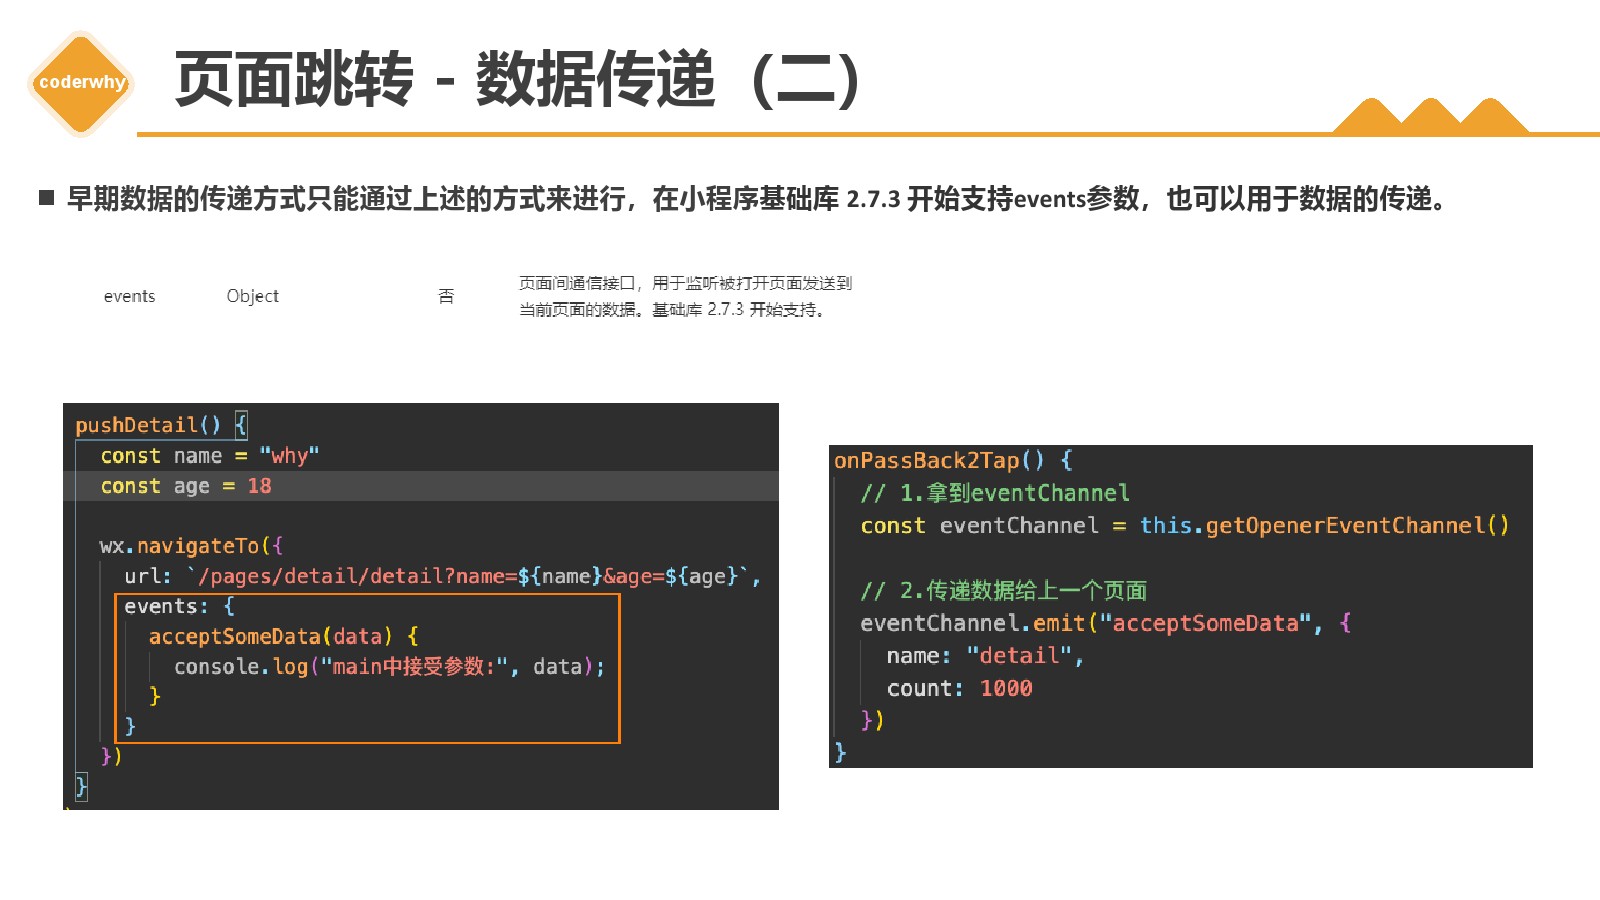 coderwhy
页面跳转 - 数据传递（二）
早期数据的传递方式只能通过上述的方式来进行，在小程序基础库 2.7.3 开始支持events参数，也可以用于数据的传递。
events Object 否 页面间通信接口，用于监听被打开页面发送到
当前页面的数据。基础库 2.7.3 开始支持。
pushDetail() {
const name = "why"
const age = 18
wx.navigateTo({
url: `/pages/detail/detail?name=${name}&age=${age}`,
events: {
acceptSomeData(data) {
console.log("main中接受参数:", data);
}
}
})
}
onPassBack2Tap() {
// 1.拿到eventChannel
const eventChannel = this.getOpenerEventChannel()
// 2.传递数据给上一个页面
eventChannel.emit("acceptSomeData", {
name: "detail",
count: 1000
})
}